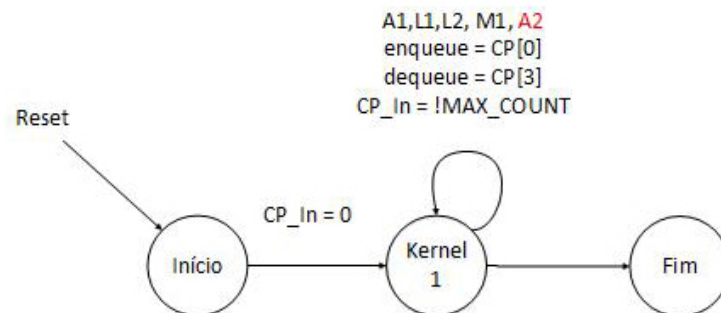 A1,L1,L2, M1, A2
enqueue = CP[0]
dequeue = CP[3]
CP_In = !MAX_COUNT
Reset
CP_In = 0
Início
Kernel
1
Fim